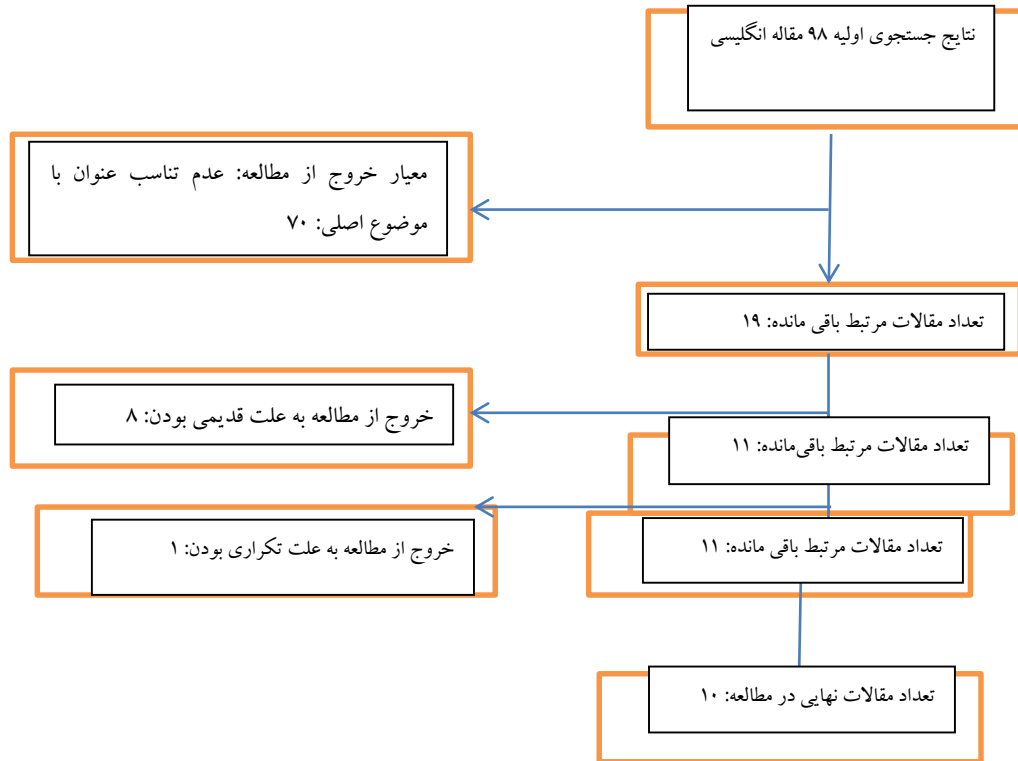 نتایج جستجوی اولیه ۹۸ مقاله انگلیسی
معیار خروج از مطالعه: عدم تناسب عنوان با
موضوع اصلی: ۷۰
تعداد مقالات مرتبط باقی مانده: ۱۹
خروج از مطالعه به علت قدیمی بودن: ۸
تعداد مقالات مرتبط باقی‌مانده: ۱۱
خروج از مطالعه به علت تکراری بودن: ۱
تعداد مقالات مرتبط باقی مانده: ۱۱
تعداد مقالات نهایی در مطالعه: ۱۰